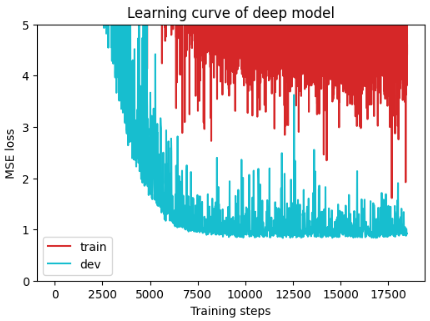 Learning curve of deep model
MSE loss
5
4
3
2
1
0
train
dev
0 2500 5000 7500 10000 12500 15000 17500
Training steps